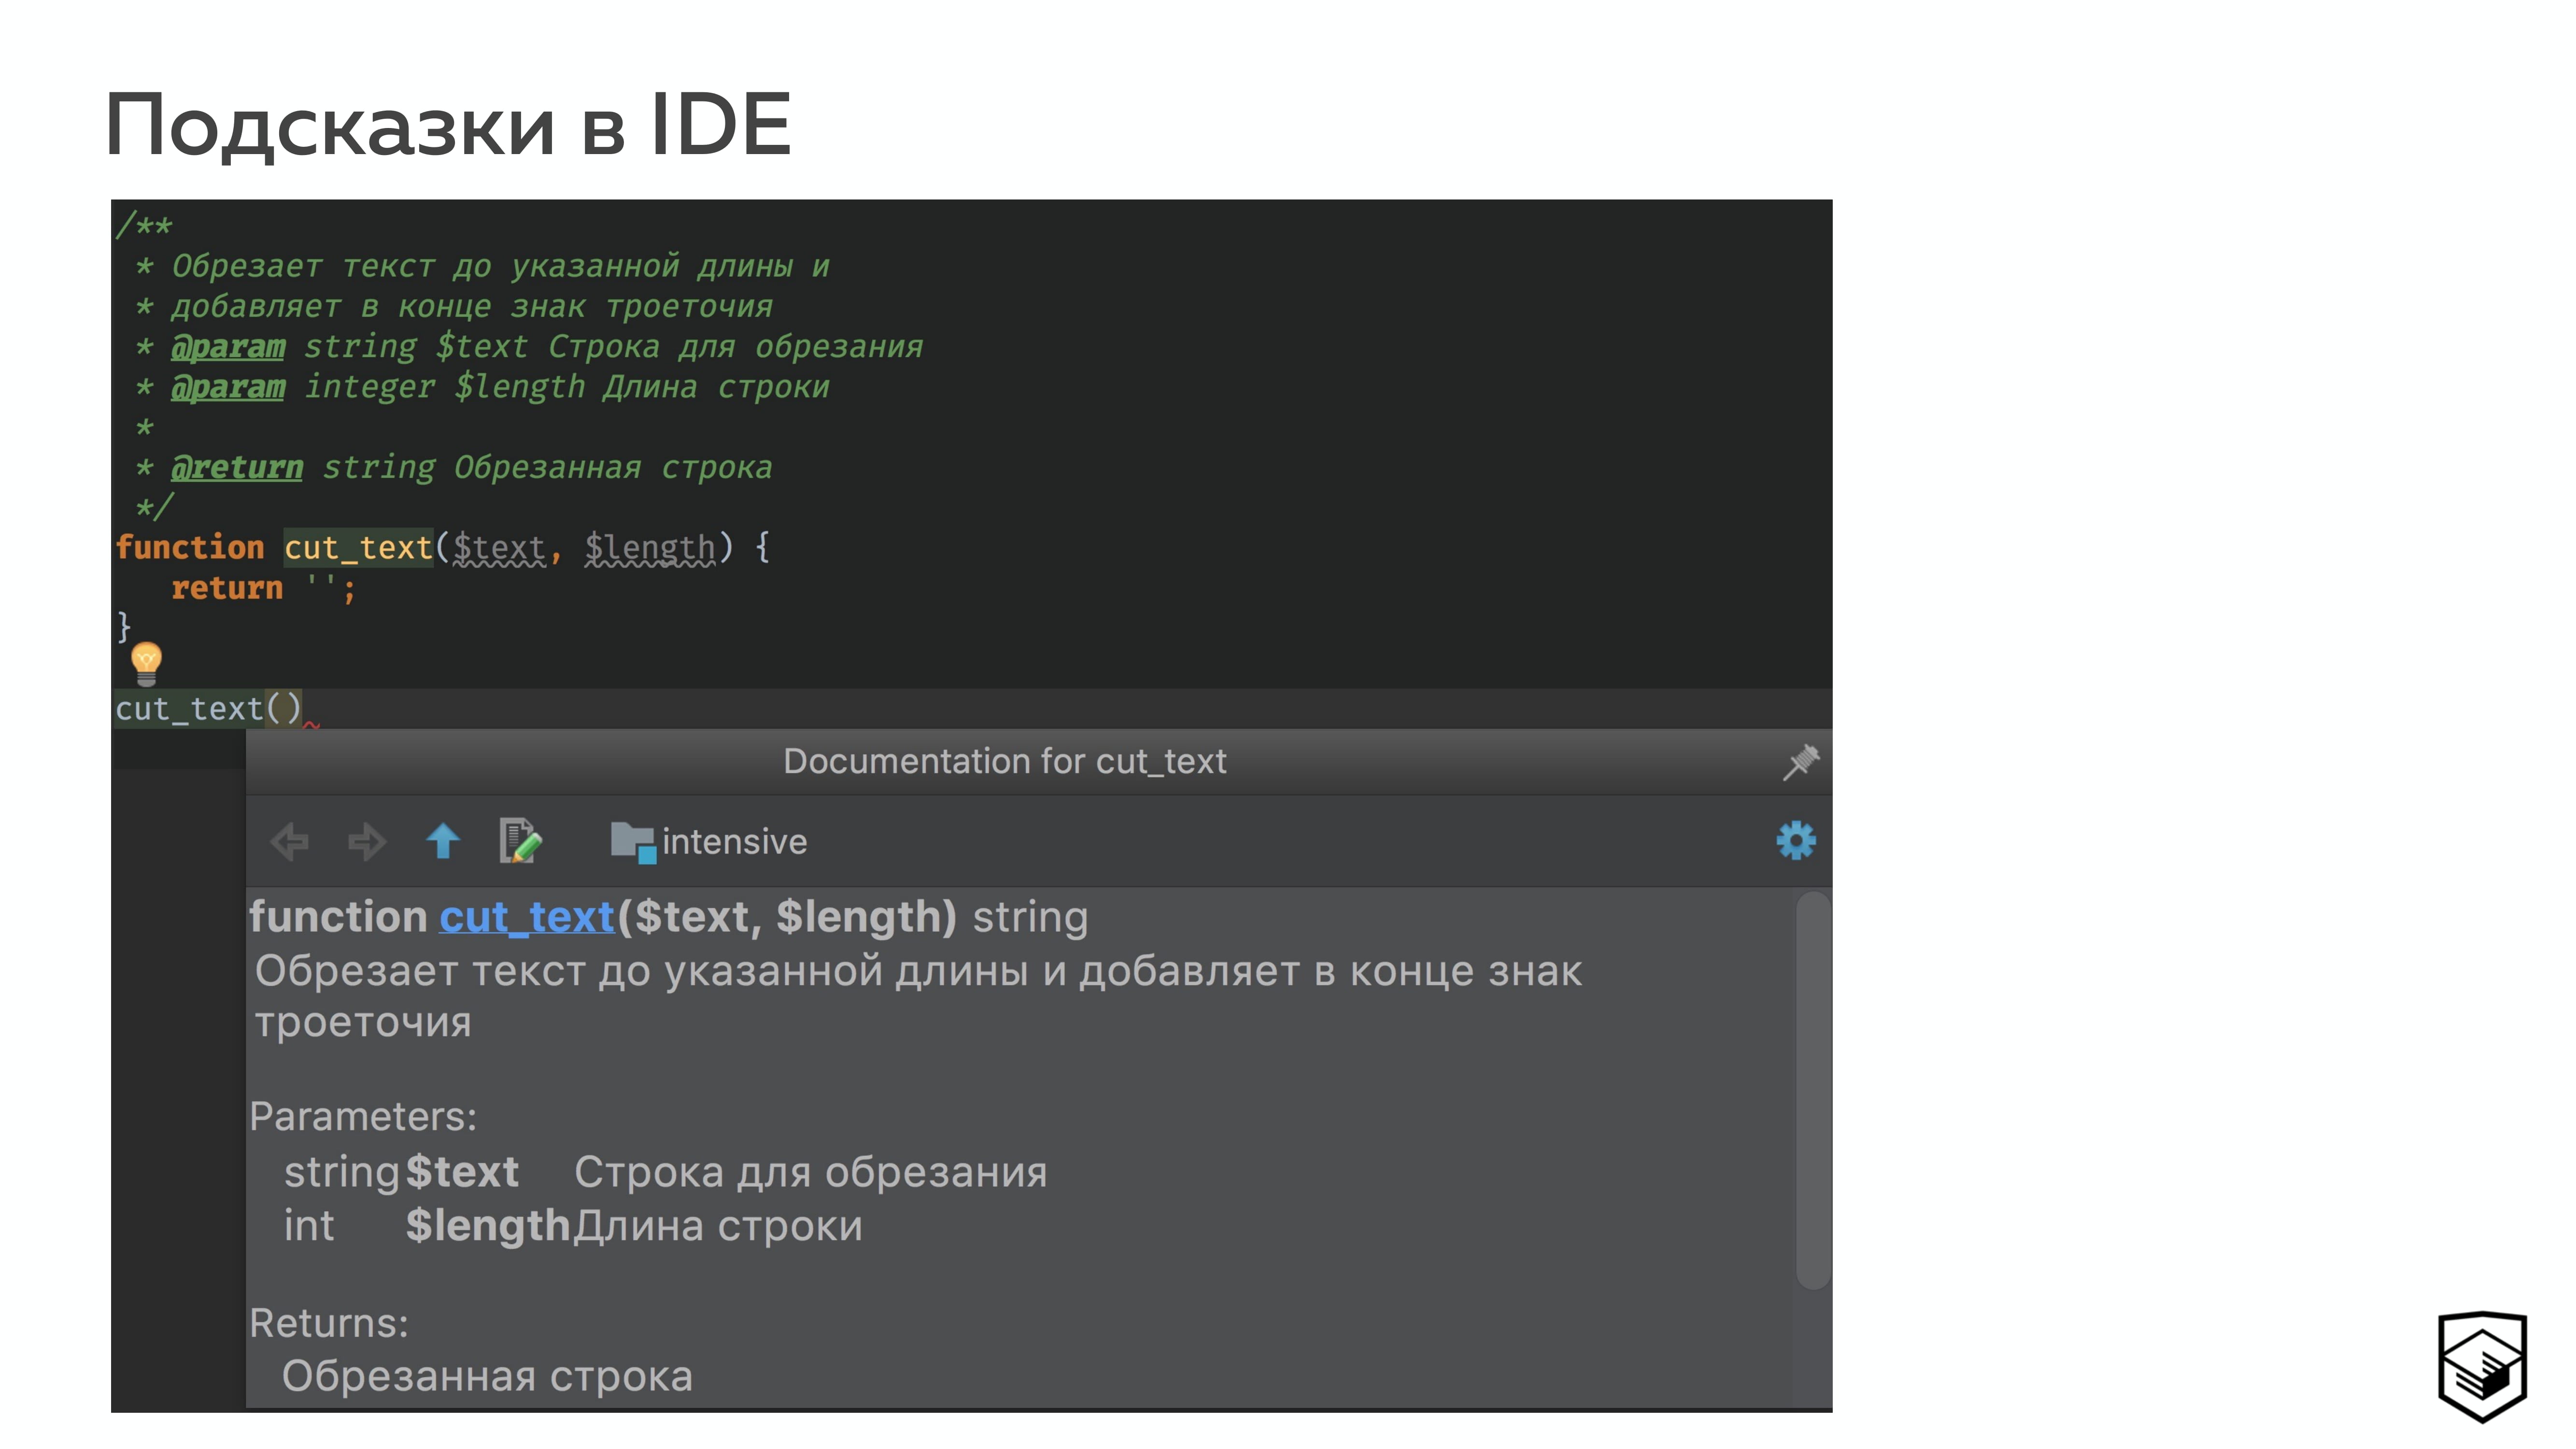 Подсказки в IDE
/**
* Обрезает текст до указанной длины и
* добавляет в конце знак троеточия
* @param string $text Строка для обрезания
* @param integer $length Длина строки
*
* @return string Обрезанная строка
*/
function cut_text($text, $length) {
return '';
}
cut_text()
Documentation for cut_text
intensive
function cut_text($text, $length) string
Обрезает текст до указанной длины и добавляет в конце знак
троеточия
Parameters:
string $text Строка для обрезания
int $length Длина строки
Returns:
Обрезанная строка